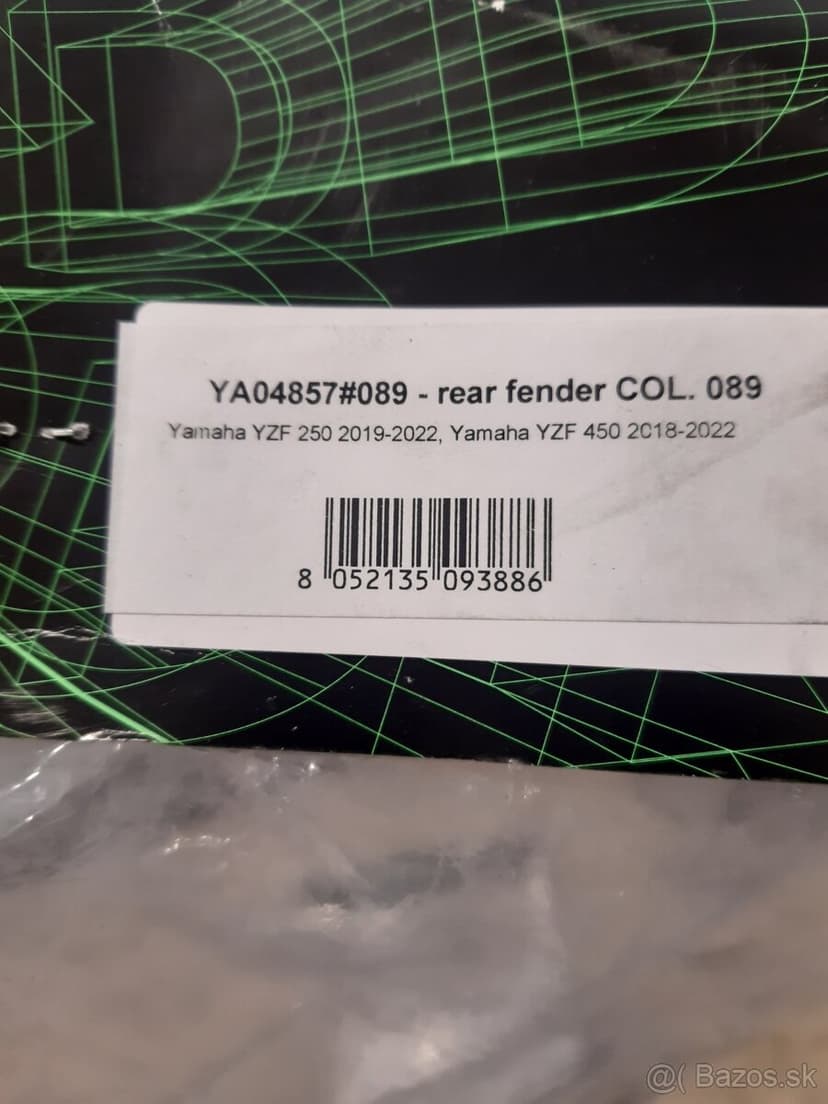 YA04857#089 - rear fender COL. 089
Yamaha YZF 250 2019-2022, Yamaha YZF 450 2018-2022
8 052135 093886
@( Bazos.sk